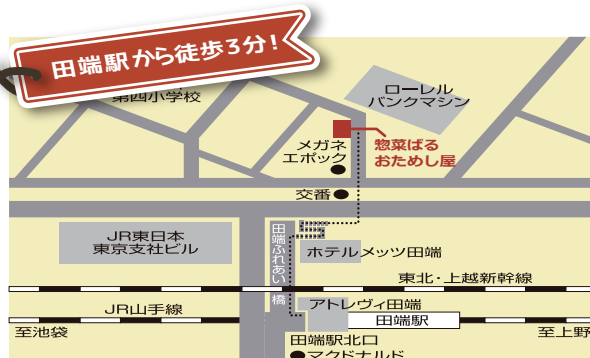 田端駅から徒歩3分!
第四小学校
ローレル
バンクマシン
メガネ
エポック
惣菜ばる
おためし屋
交番
JR東日本
東京支社ビル
田端ふれあい橋
ホテルメッツ田端
東北・上越新幹線
JR山手線
アトレヴィ田端
至池袋
田端駅
至上野
田端駅北口
マクドナルド